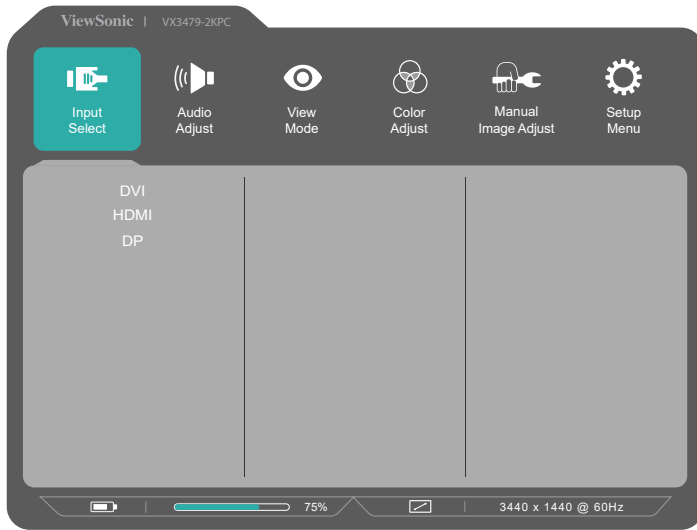 ViewSonic | VX3479-2KPC
Input
Select
Audio
Adjust
View
Mode
Color
Adjust
Manual
Image Adjust
Setup
Menu
DVI
HDMI
DP
75%
3440 x 1440 @ 60Hz